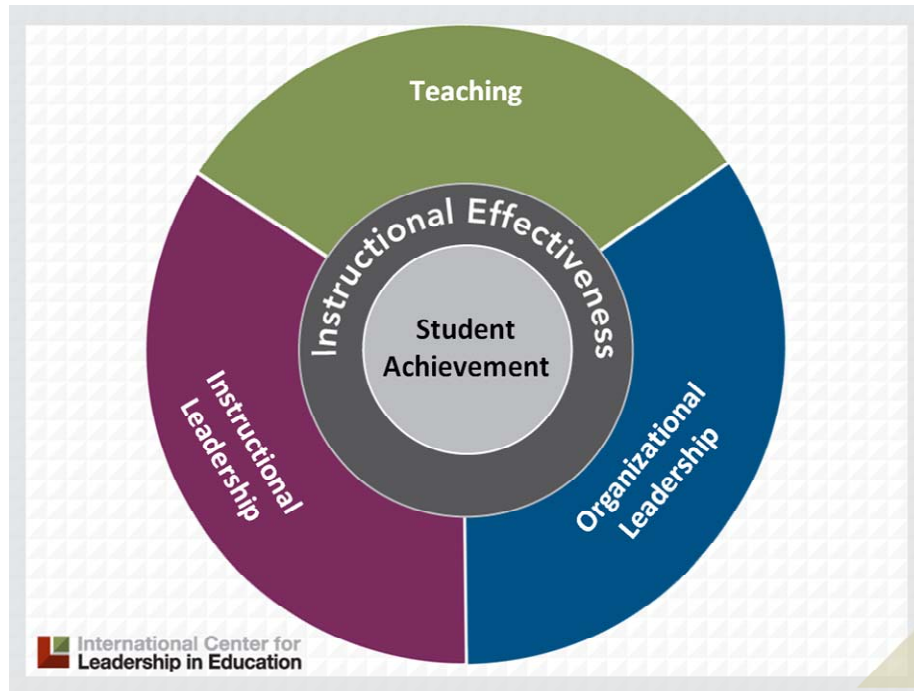 Teaching
Instructional Effectiveness
Student
Achievement
Instructional
Leadership
Organizational
Leadership
International Center for
Leadership in Education